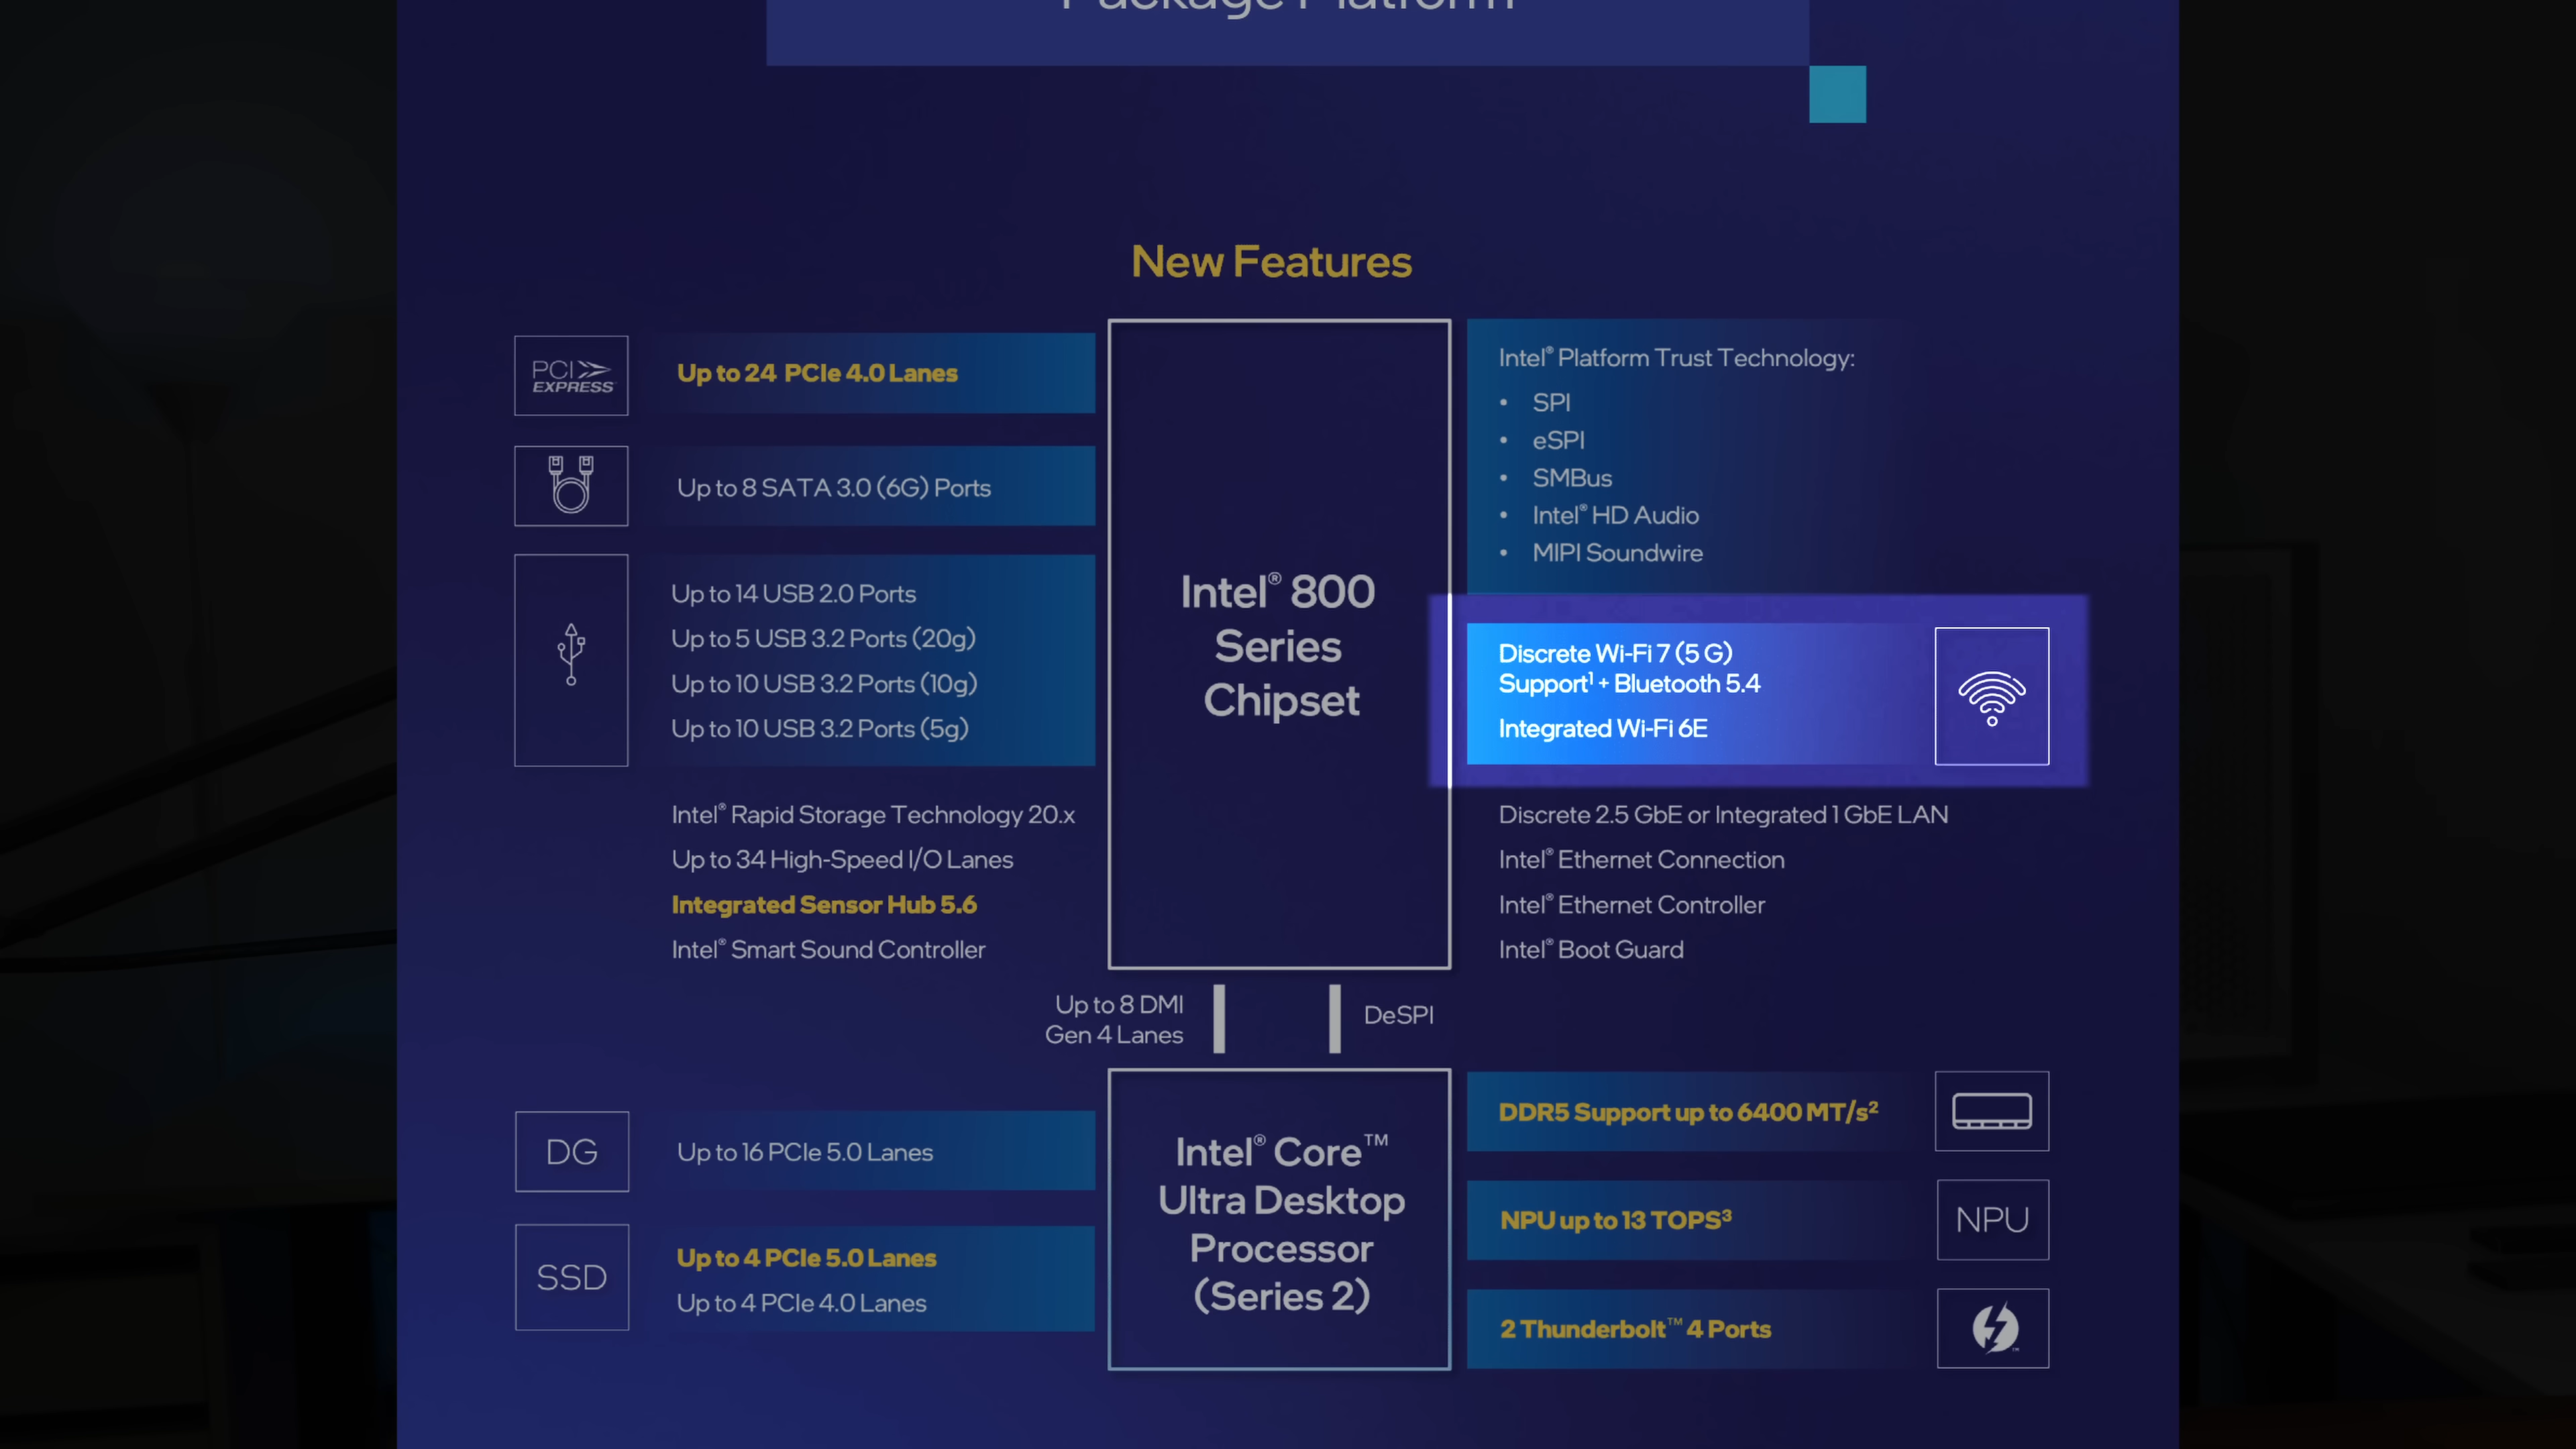 Package Platform
New Features
PCI
EXPRESS
Up to 24 PCIe 4.0 Lanes
Up to 8 SATA 3.0 (6G) Ports
Up to 14 USB 2.0 Ports
Up to 5 USB 3.2 Ports (20g)
Up to 10 USB 3.2 Ports (10g)
Up to 10 USB 3.2 Ports (5g)
Intel® Rapid Storage Technology 20.x
Up to 34 High-Speed I/O Lanes
Integrated Sensor Hub 5.6
Intel® Smart Sound Controller
Intel® 800
Series
Chipset
Intel® Platform Trust Technology:
• SPI
• eSPI
• SMBus
• Intel® HD Audio
• MIPI Soundwire
Discrete Wi-Fi 7 (5 G)
Support¹ + Bluetooth 5.4
Integrated Wi-Fi 6E
Discrete 2.5 GbE or Integrated 1 GbE LAN
Intel® Ethernet Connection
Intel® Ethernet Controller
Intel® Boot Guard
Up to 8 DMI
Gen 4 Lanes
DeSPI
DG
Up to 16 PCIe 5.0 Lanes
SSD
Up to 4 PCIe 5.0 Lanes
Up to 4 PCIe 4.0 Lanes
Intel® Core™
Ultra Desktop
Processor
(Series 2)
DDR5 Support up to 6400 MT/s²
NPU up to 13 TOPS³
NPU
2 Thunderbolt™ 4 Ports